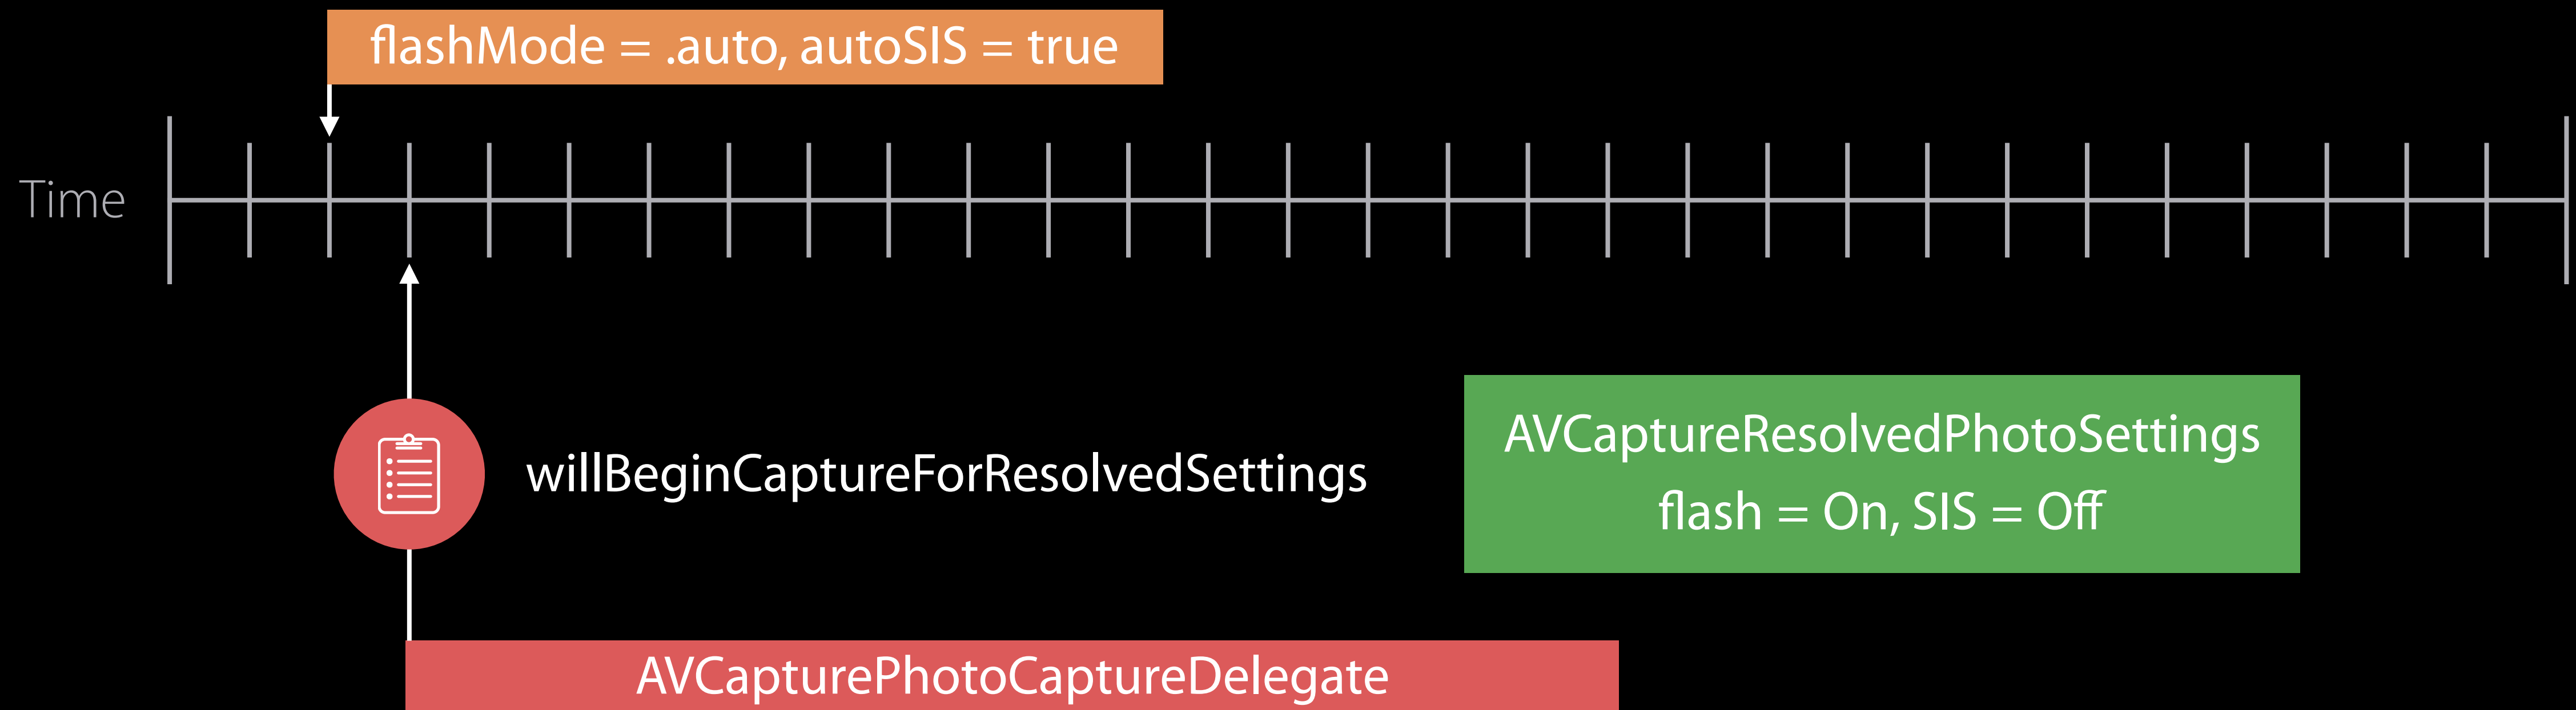 flashMode = .auto, autoSIS = true
Time
willBeginCaptureForResolvedSettings
AVCaptureResolvedPhotoSettings
flash = On, SIS = Off
AVCapturePhotoCaptureDelegate